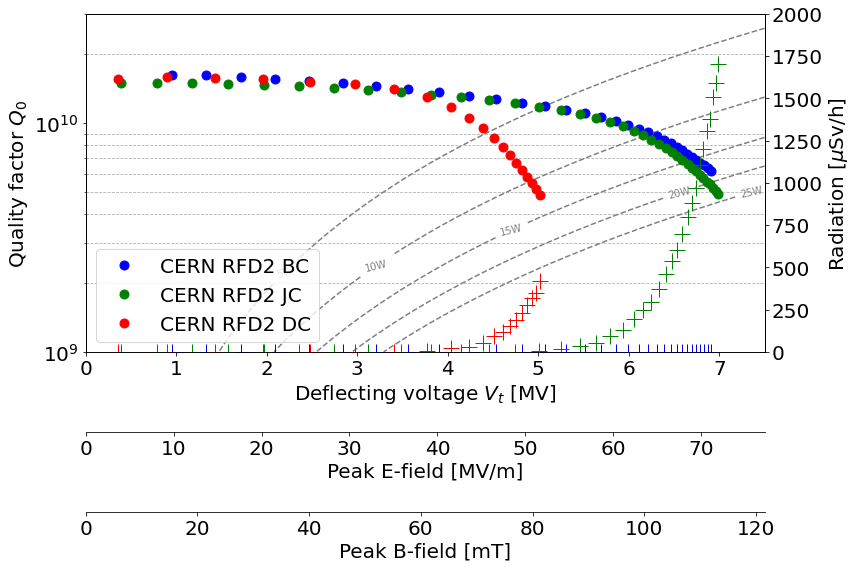 Quality factor Q₀
10¹⁰
10⁹
2000
1750
1500
1250
1000
750
500
250
0
Radiation [μSv/h]
10W
15W
20W
25W
CERN RFD2 BC
CERN RFD2 JC
CERN RFD2 DC
0 1 2 3 4 5 6 7
Deflecting voltage Vₜ [MV]
0 10 20 30 40 50 60 70
Peak E-field [MV/m]
0 20 40 60 80 100 120
Peak B-field [mT]